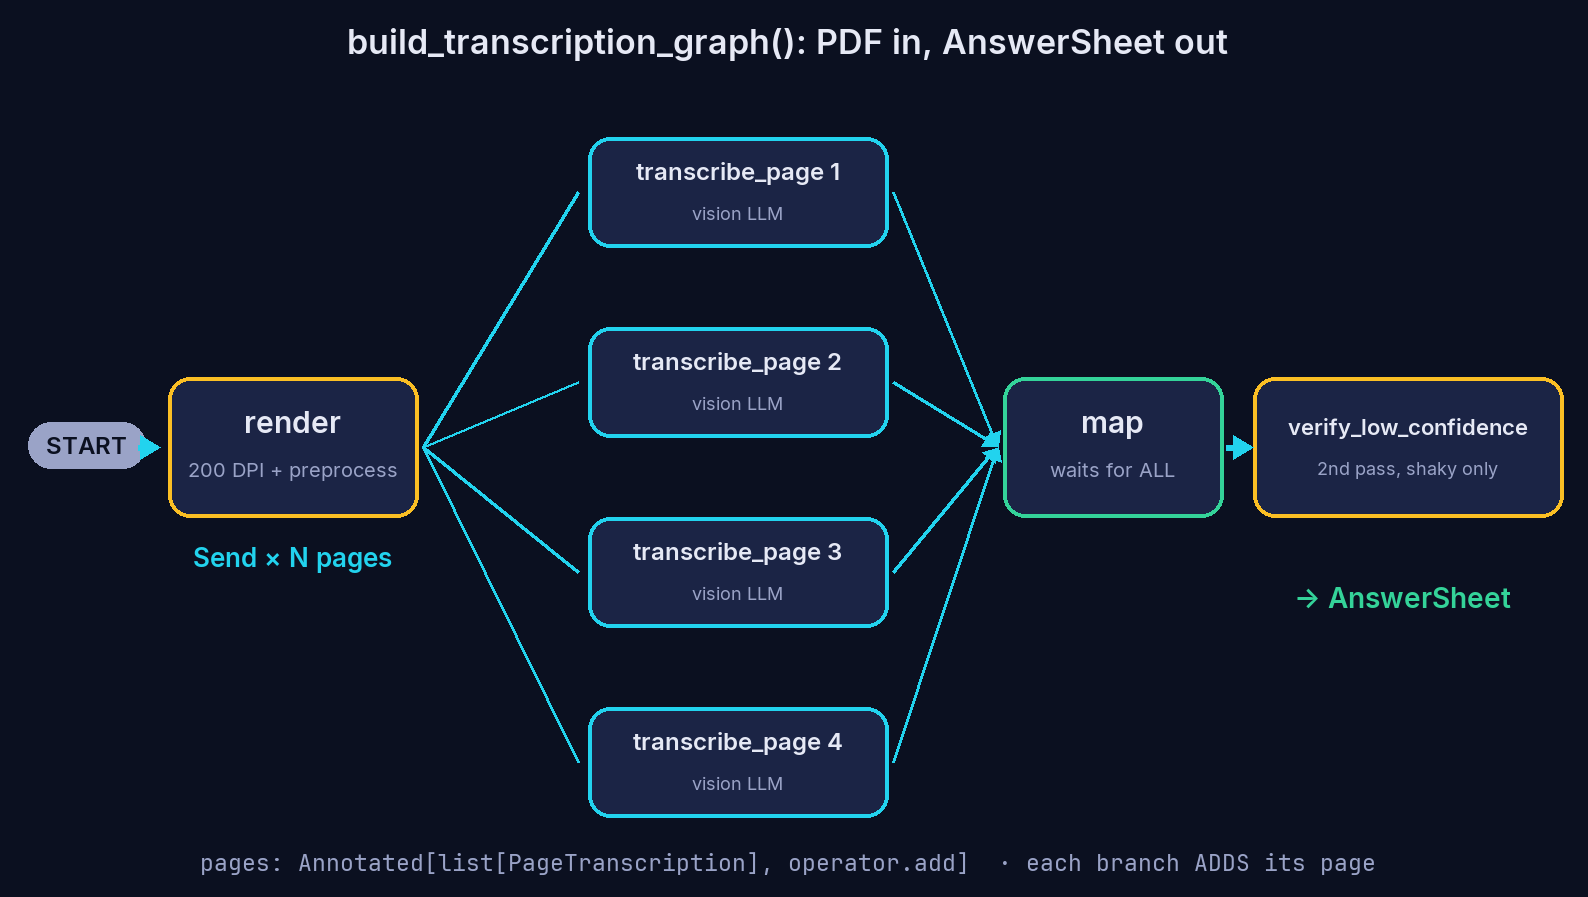 build_transcription_graph(): PDF in, AnswerSheet out
START
render
200 DPI + preprocess
Send × N pages
transcribe_page 1
vision LLM
transcribe_page 2
vision LLM
transcribe_page 3
vision LLM
transcribe_page 4
vision LLM
map
waits for ALL
verify_low_confidence
2nd pass, shaky only
→ AnswerSheet
pages: Annotated[list[PageTranscription], operator.add] · each branch ADDS its page